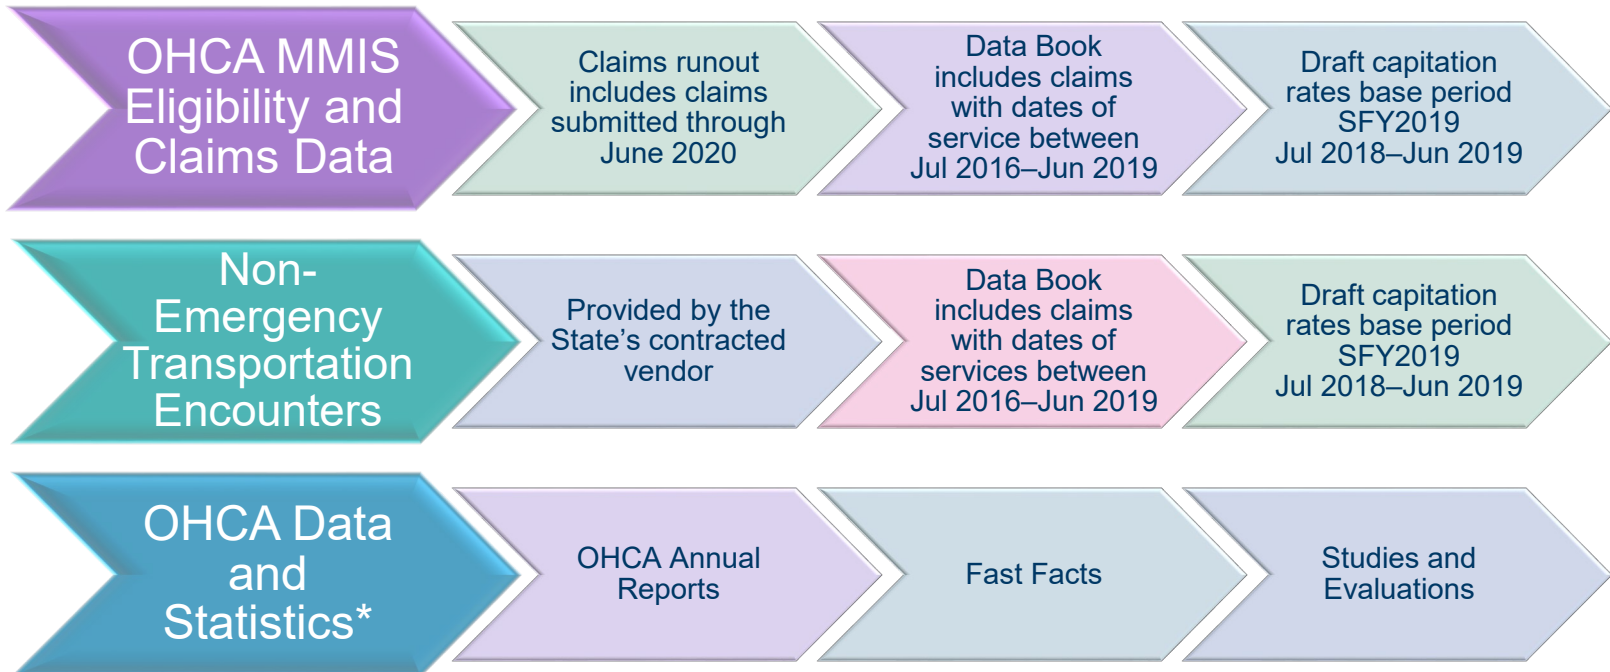 OHCA MMIS
Eligibility and
Claims Data
Claims runout
includes claims
submitted through
June 2020
Data Book
includes claims
with dates of
service between
Jul 2016–Jun 2019
Draft capitation
rates base period
SFY2019
Jul 2018–Jun 2019
Non-
Emergency
Transportation
Encounters
Provided by the
State’s contracted
vendor
Data Book
includes claims
with dates of
services between
Jul 2016–Jun 2019
Draft capitation
rates base period
SFY2019
Jul 2018–Jun 2019
OHCA Data
and
Statistics*
OHCA Annual
Reports
Fast Facts
Studies and
Evaluations